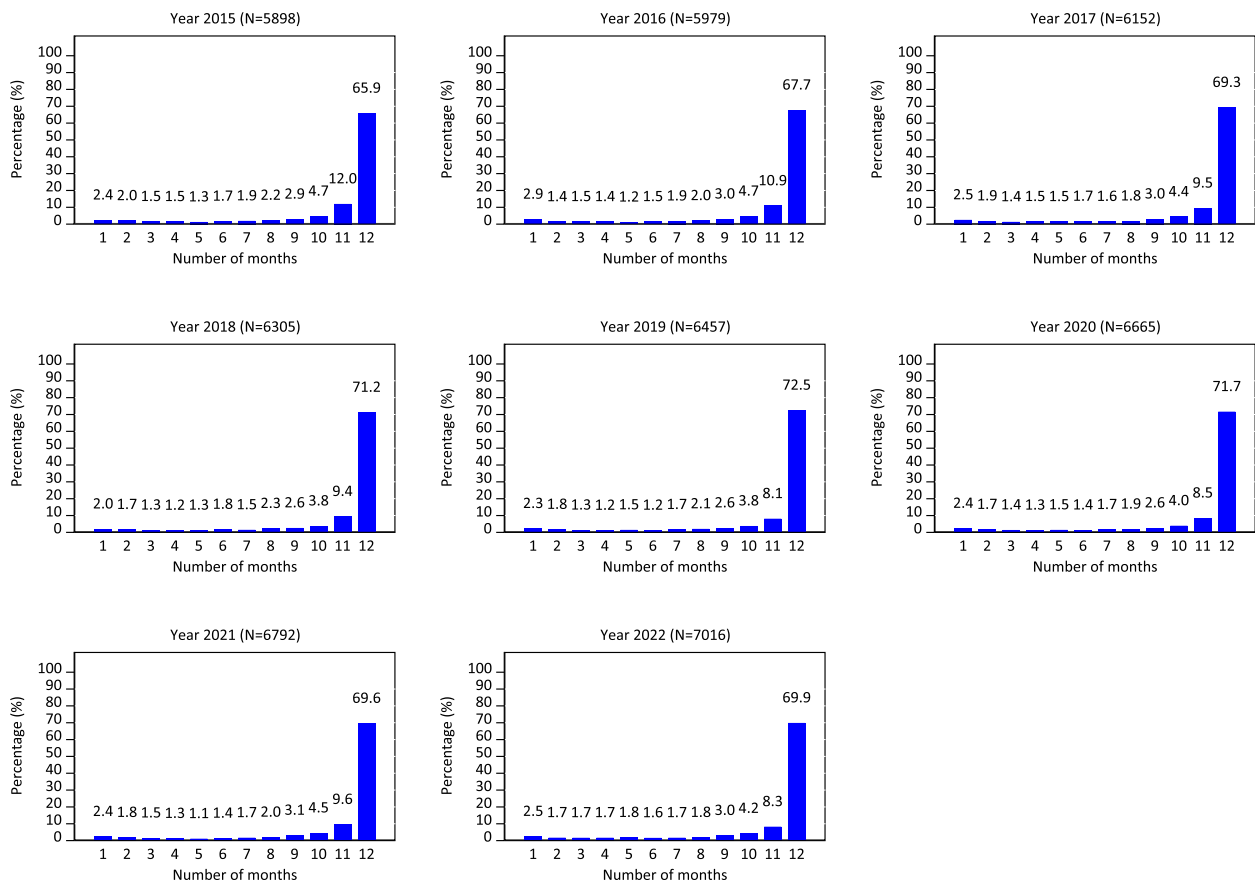 Year 2015 (N=5898)
Percentage (%)
100
90
80
70
60
50
40
30
20
10
0
2.4 2.0 1.5 1.5 1.3 1.7 1.9 2.2 2.9 4.7 12.0 65.9
1 2 3 4 5 6 7 8 9 10 11 12
Number of months
Year 2016 (N=5979)
Percentage (%)
100
90
80
70
60
50
40
30
20
10
0
2.9 1.4 1.5 1.4 1.2 1.5 1.9 2.0 3.0 4.7 10.9 67.7
1 2 3 4 5 6 7 8 9 10 11 12
Number of months
Year 2017 (N=6152)
Percentage (%)
100
90
80
70
60
50
40
30
20
10
0
2.5 1.9 1.4 1.5 1.5 1.7 1.6 1.8 3.0 4.4 9.5 69.3
1 2 3 4 5 6 7 8 9 10 11 12
Number of months
Year 2018 (N=6305)
Percentage (%)
100
90
80
70
60
50
40
30
20
10
0
2.0 1.7 1.3 1.2 1.3 1.8 1.5 2.3 2.6 3.8 9.4 71.2
1 2 3 4 5 6 7 8 9 10 11 12
Number of months
Year 2019 (N=6457)
Percentage (%)
100
90
80
70
60
50
40
30
20
10
0
2.3 1.8 1.3 1.2 1.5 1.2 1.7 2.1 2.6 3.8 8.1 72.5
1 2 3 4 5 6 7 8 9 10 11 12
Number of months
Year 2020 (N=6665)
Percentage (%)
100
90
80
70
60
50
40
30
20
10
0
2.4 1.7 1.4 1.3 1.5 1.4 1.7 1.9 2.6 4.0 8.5 71.7
1 2 3 4 5 6 7 8 9 10 11 12
Number of months
Year 2021 (N=6792)
Percentage (%)
100
90
80
70
60
50
40
30
20
10
0
2.4 1.8 1.5 1.3 1.1 1.4 1.7 2.0 3.1 4.5 9.6 69.6
1 2 3 4 5 6 7 8 9 10 11 12
Number of months
Year 2022 (N=7016)
Percentage (%)
100
90
80
70
60
50
40
30
20
10
0
2.5 1.7 1.7 1.7 1.8 1.6 1.7 1.8 3.0 4.2 8.3 69.9
1 2 3 4 5 6 7 8 9 10 11 12
Number of months